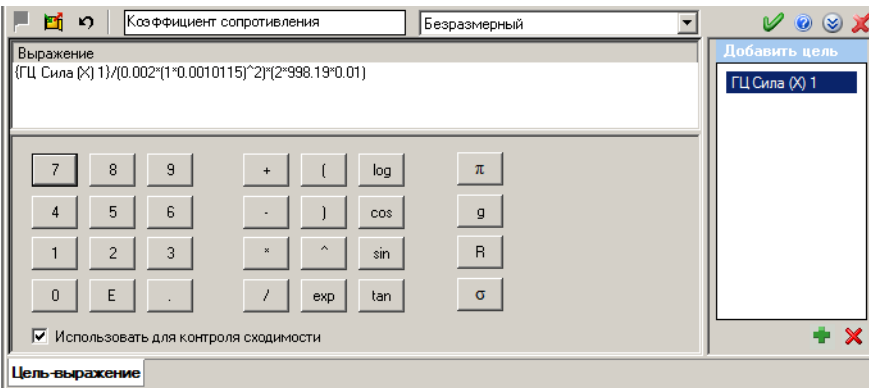 Коэффициент сопротивления Безразмерный
Выражение
{ГЦ Сила (X) 1}/(0.002*(1*0.0010115)^2)*(2*998.19*0.01)
Добавить цель
ГЦ Сила (X) 1
7 8 9 + ( log π
4 5 6 - ) cos g
1 2 3 * ^ sin R
0 E . / exp tan σ
Использовать для контроля сходимости
Цель-выражение